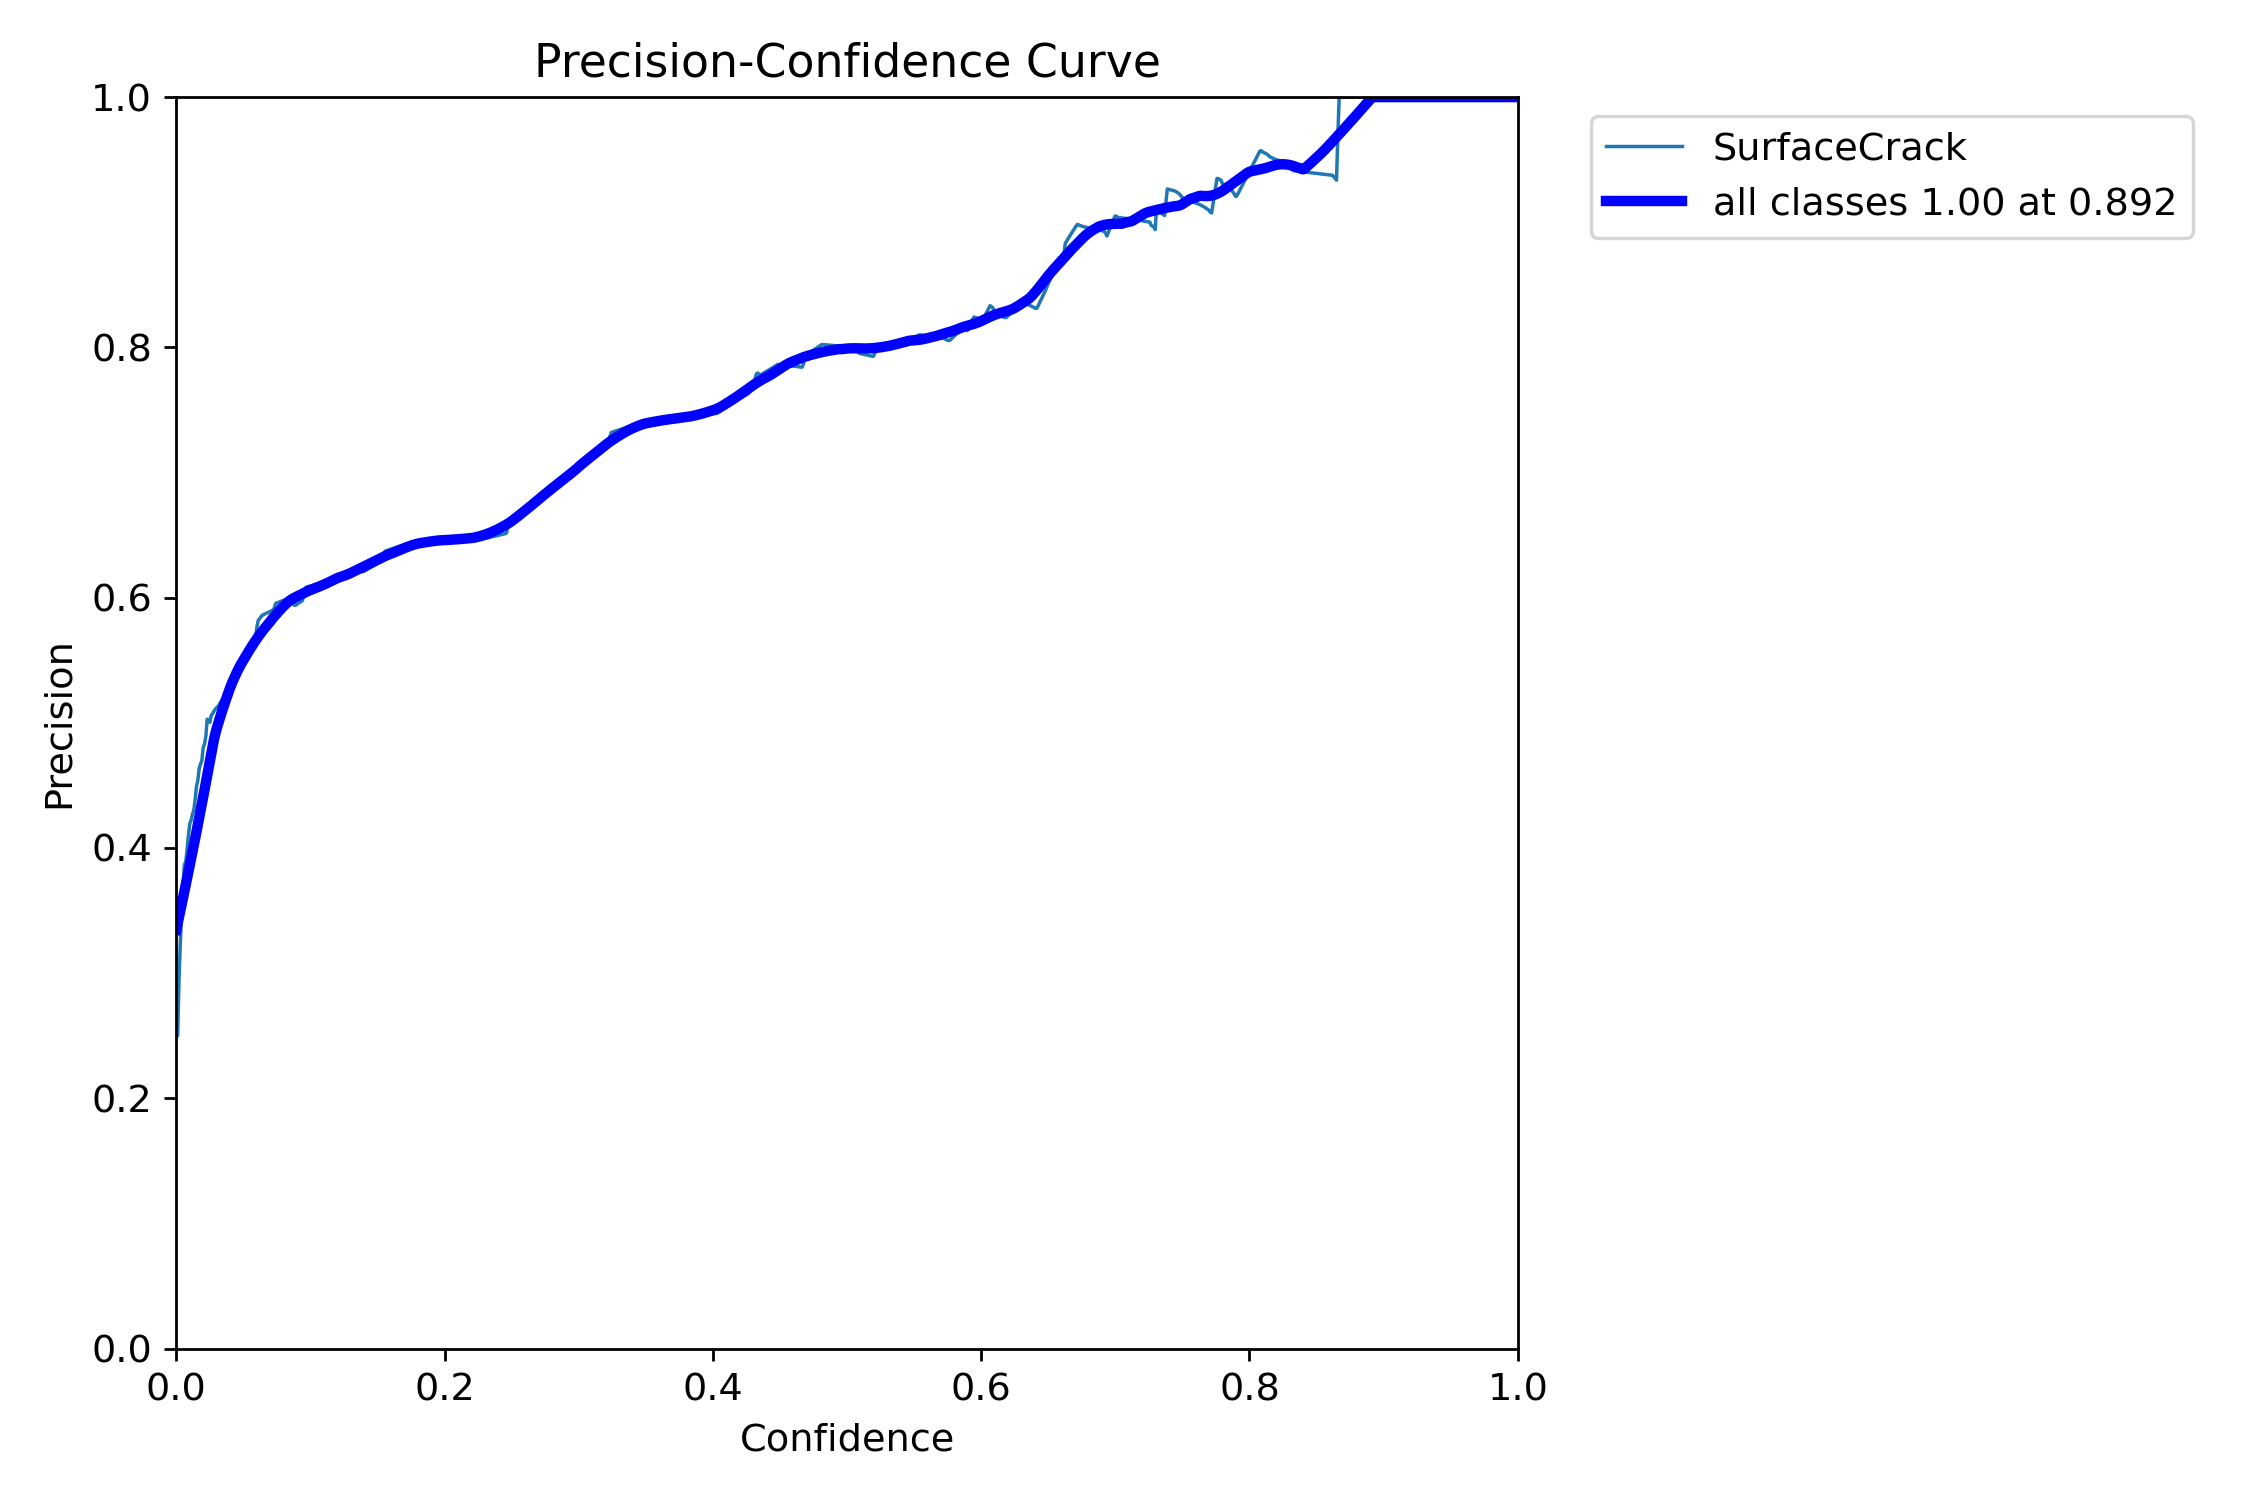 Precision-Confidence Curve
1.0
0.8
0.6
0.4
0.2
0.0
Precision
0.0 0.2 0.4 0.6 0.8 1.0
Confidence
SurfaceCrack
all classes 1.00 at 0.892